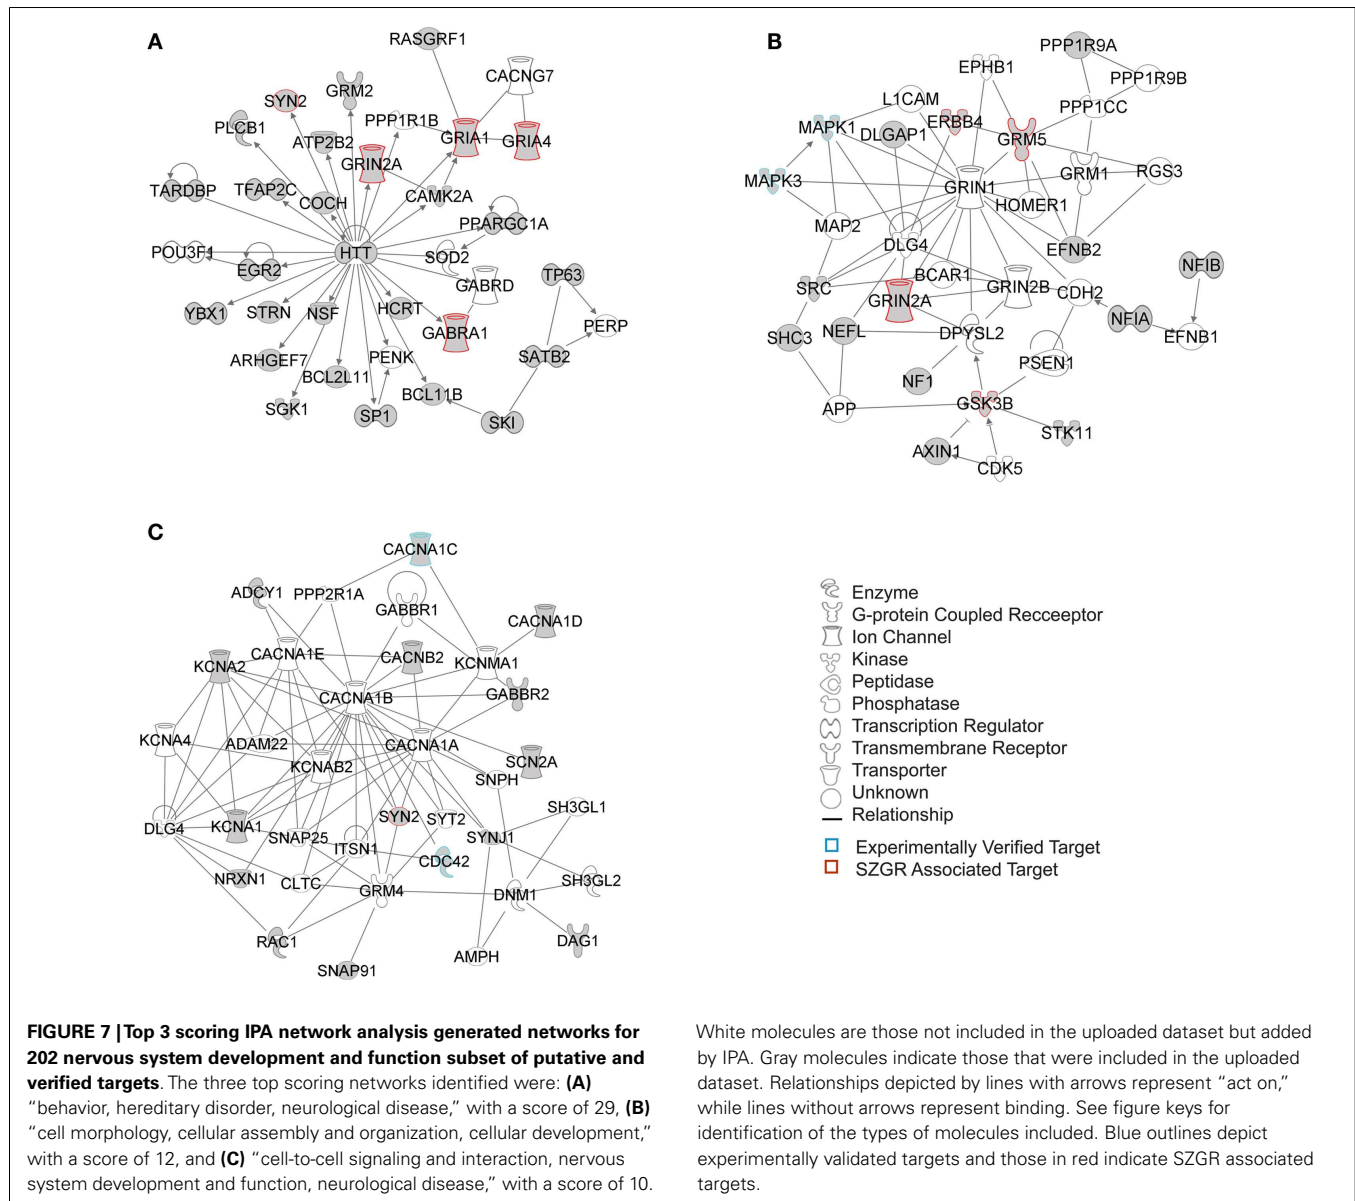 A
RASGRF1
CACNG7
GRM2
SYN2
PPP1R1B
PLCB1
ATP2B2
GRIA1
GRIA4
GRIN2A
TARDBP
TFAP2C
COCH
CAMK2A
PPARGC1A
POU3F1
EGR2
HTT
SOD2
GABRD
TP63
YBX1
STRN
NSF
HCRT
GABRA1
PERP
ARHGEF7
PENK
SATB2
BCL2L11
BCL11B
SGK1
SP1
SKI
B
PPP1R9A
EPHB1
PPP1R9B
L1CAM
PPP1CC
MAPK1
DLGAP1
ERBB4
GRM5
MAPK3
GRIN1
GRM1
RGS3
HOMER1
MAP2
DLG4
EFNB2
BCAR1
NFIB
SRC
GRIN2A
GRIN2B
CDH2
NFIA
SHC3
NEFL
DPYSL2
EFNB1
PSEN1
NF1
APP
GSK3B
STK11
AXIN1
CDK5
C
CACNA1C
ADCY1
PPP2R1A
GABBR1
CACNA1D
KCNA2
CACNA1E
CACNB2
KCNMA1
CACNA1B
GABBR2
KCNA4
ADAM22
CACNA1A
KCNAB2
SCN2A
SNPH
SH3GL1
DLG4
KCNA1
SNAP25
SYN2
SYT2
SYNJ1
ITSN1
CDC42
NRXN1
CLTC
GRM4
DNM1
SH3GL2
RAC1
DAG1
SNAP91
AMPH
Enzyme
G-protein Coupled Recceeptor
Ion Channel
Kinase
Peptidase
Phosphatase
Transcription Regulator
Transmembrane Receptor
Transporter
Unknown
Relationship
Experimentally Verified Target
SZGR Associated Target
FIGURE 7 | Top 3 scoring IPA network analysis generated networks for
202 nervous system development and function subset of putative and
verified targets. The three top scoring networks identified were: (A)
"behavior, hereditary disorder, neurological disease," with a score of 29, (B)
"cell morphology, cellular assembly and organization, cellular development,"
with a score of 12, and (C) "cell-to-cell signaling and interaction, nervous
system development and function, neurological disease," with a score of 10.
White molecules are those not included in the uploaded dataset but added
by IPA. Gray molecules indicate those that were included in the uploaded
dataset. Relationships depicted by lines with arrows represent "act on,"
while lines without arrows represent binding. See figure keys for
identification of the types of molecules included. Blue outlines depict
experimentally validated targets and those in red indicate SZGR associated
targets.